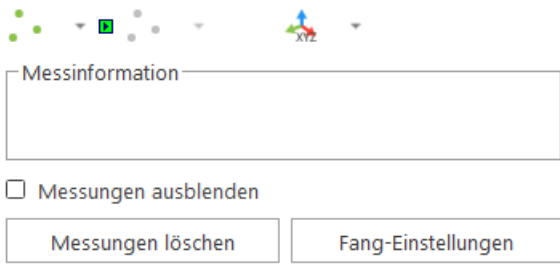 XYZ
Messinformation
Messungen ausblenden
Messungen löschen
Fang-Einstellungen